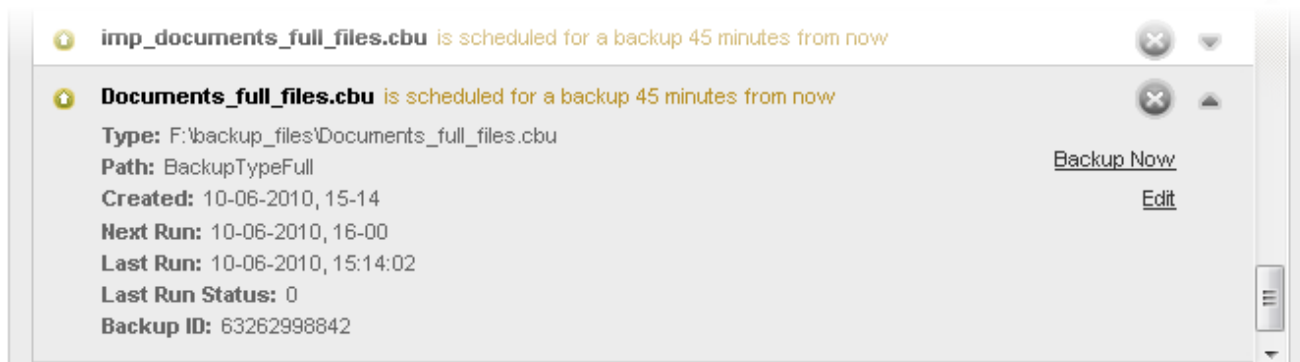 imp_documents_full_files.cbu is scheduled for a backup 45 minutes from now
Documents_full_files.cbu is scheduled for a backup 45 minutes from now
Type: F:\backup_files\Documents_full_files.cbu
Path: BackupTypeFull
Backup Now
Created: 10-06-2010, 15-14
Edit
Next Run: 10-06-2010, 16-00
Last Run: 10-06-2010, 15:14:02
Last Run Status: 0
Backup ID: 63262998842